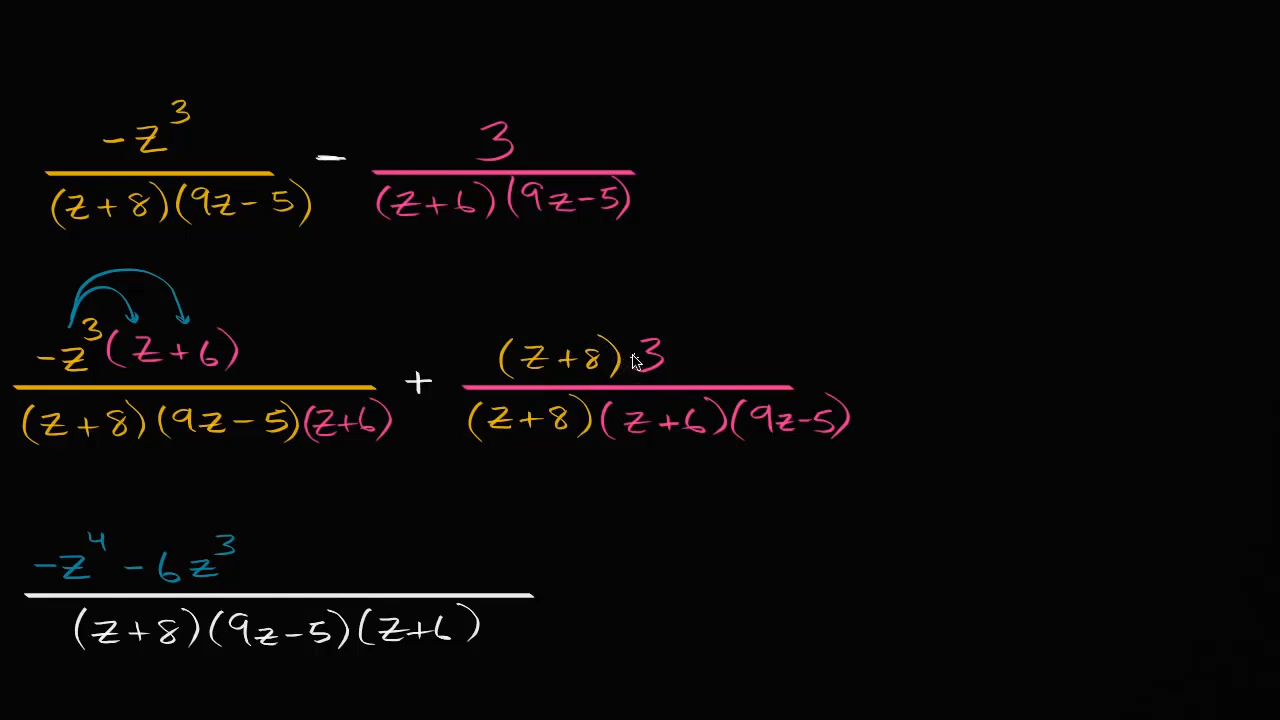 -z³ / (z+8)(9z-5) - 3 / (z+6)(9z-5)
-z³(z+6) / (z+8)(9z-5)(z+6) + (z+8)·3 / (z+8)(z+6)(9z-5)
-z⁴ - 6z³ / (z+8)(9z-5)(z+6)